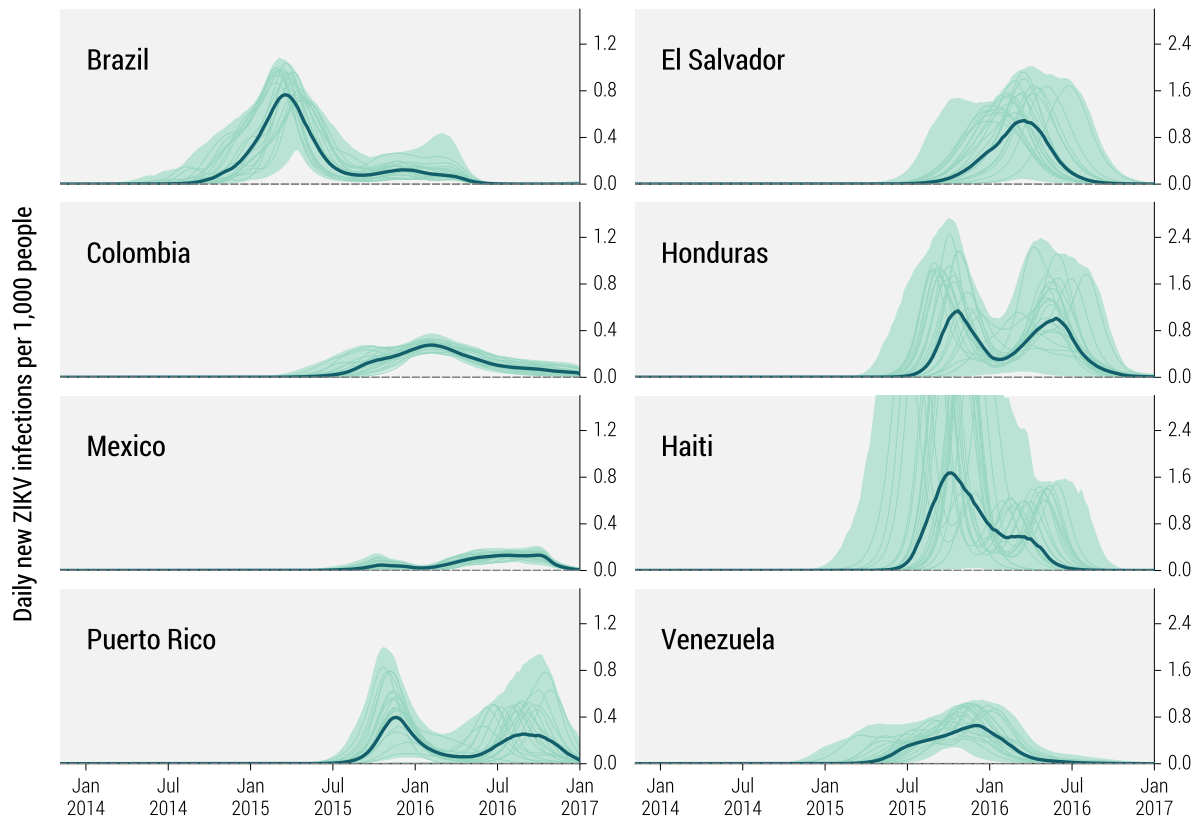 Daily new ZIKV infections per 1,000 people
Brazil
1.2
0.8
0.4
0.0
El Salvador
2.4
1.6
0.8
0.0
Colombia
1.2
0.8
0.4
0.0
Honduras
2.4
1.6
0.8
0.0
Mexico
1.2
0.8
0.4
0.0
Haiti
2.4
1.6
0.8
0.0
Puerto Rico
1.2
0.8
0.4
0.0
Venezuela
2.4
1.6
0.8
0.0
Jan Jul Jan Jul Jan Jul Jan
2014 2014 2015 2015 2016 2016 2017
Jan Jul Jan Jul Jan Jul Jan
2014 2014 2015 2015 2016 2016 2017